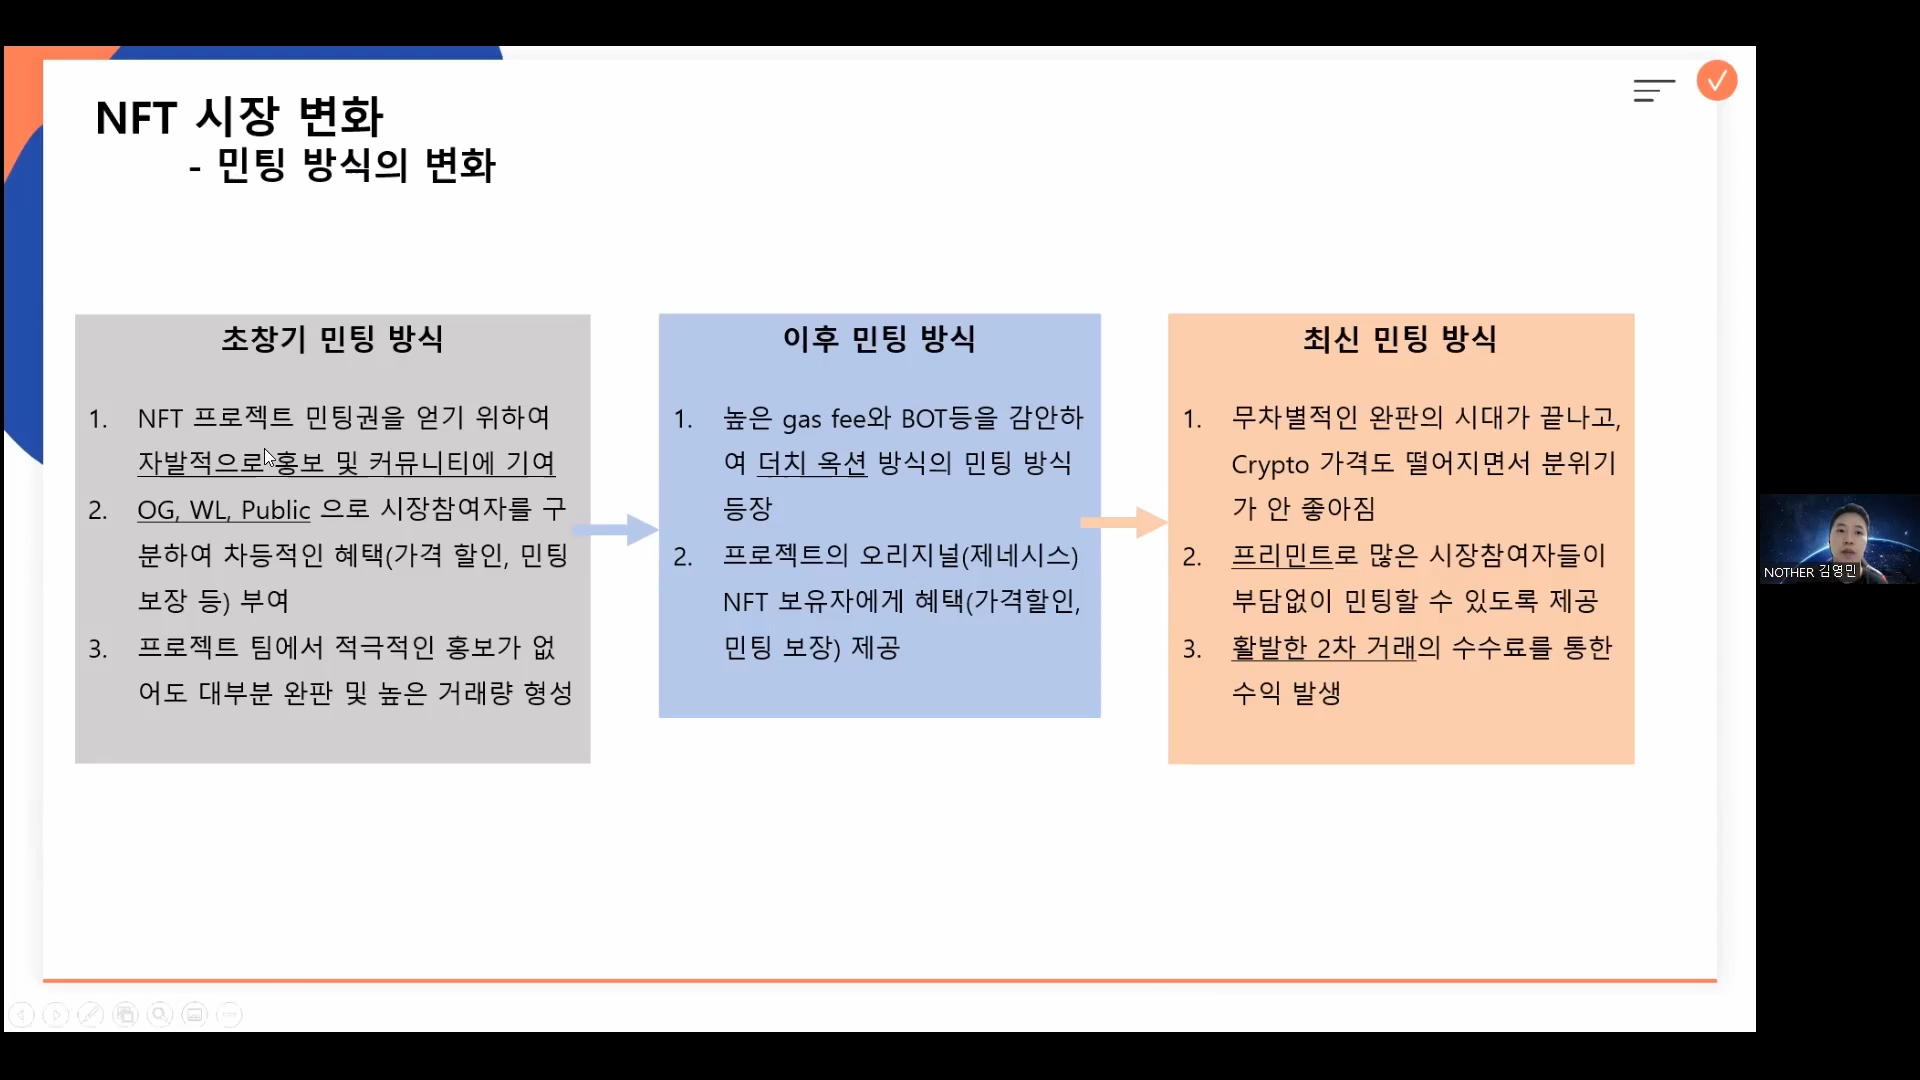 NFT 시장 변화
- 민팅 방식의 변화
초창기 민팅 방식
1. NFT 프로젝트 민팅권을 얻기 위하여
자발적으로 홍보 및 커뮤니티에 기여
2. OG, WL, Public 으로 시장참여자를 구
분하여 차등적인 혜택(가격 할인, 민팅
보장 등) 부여
3. 프로젝트 팀에서 적극적인 홍보가 없
어도 대부분 완판 및 높은 거래량 형성
이후 민팅 방식
1. 높은 gas fee와 BOT등을 감안하
여 더치 옥션 방식의 민팅 방식
등장
2. 프로젝트의 오리지널(제네시스)
NFT 보유자에게 혜택(가격할인,
민팅 보장) 제공
최신 민팅 방식
1. 무차별적인 완판의 시대가 끝나고,
Crypto 가격도 떨어지면서 분위기
가 안 좋아짐
2. 프리민트로 많은 시장참여자들이
부담없이 민팅할 수 있도록 제공
3. 활발한 2차 거래의 수수료를 통한
수익 발생
NOTHER 김영민